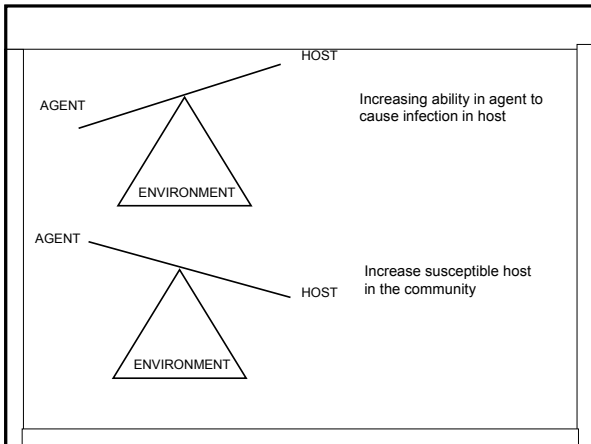 HOST
AGENT
Increasing ability in agent to
cause infection in host
ENVIRONMENT
AGENT
Increase susceptible host
in the community
HOST
ENVIRONMENT